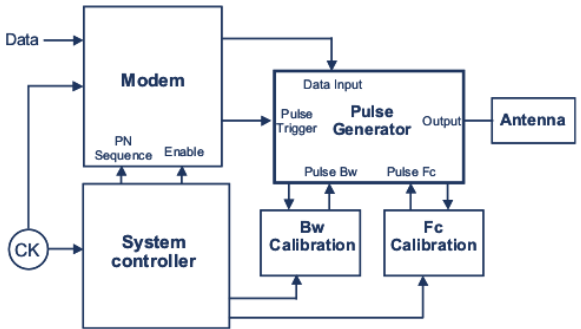 Data
Modem
PN
Sequence
Enable
Data Input
Pulse
Trigger
Pulse
Generator
Output
Pulse Bw
Pulse Fc
Antenna
CK
System
controller
Bw
Calibration
Fc
Calibration